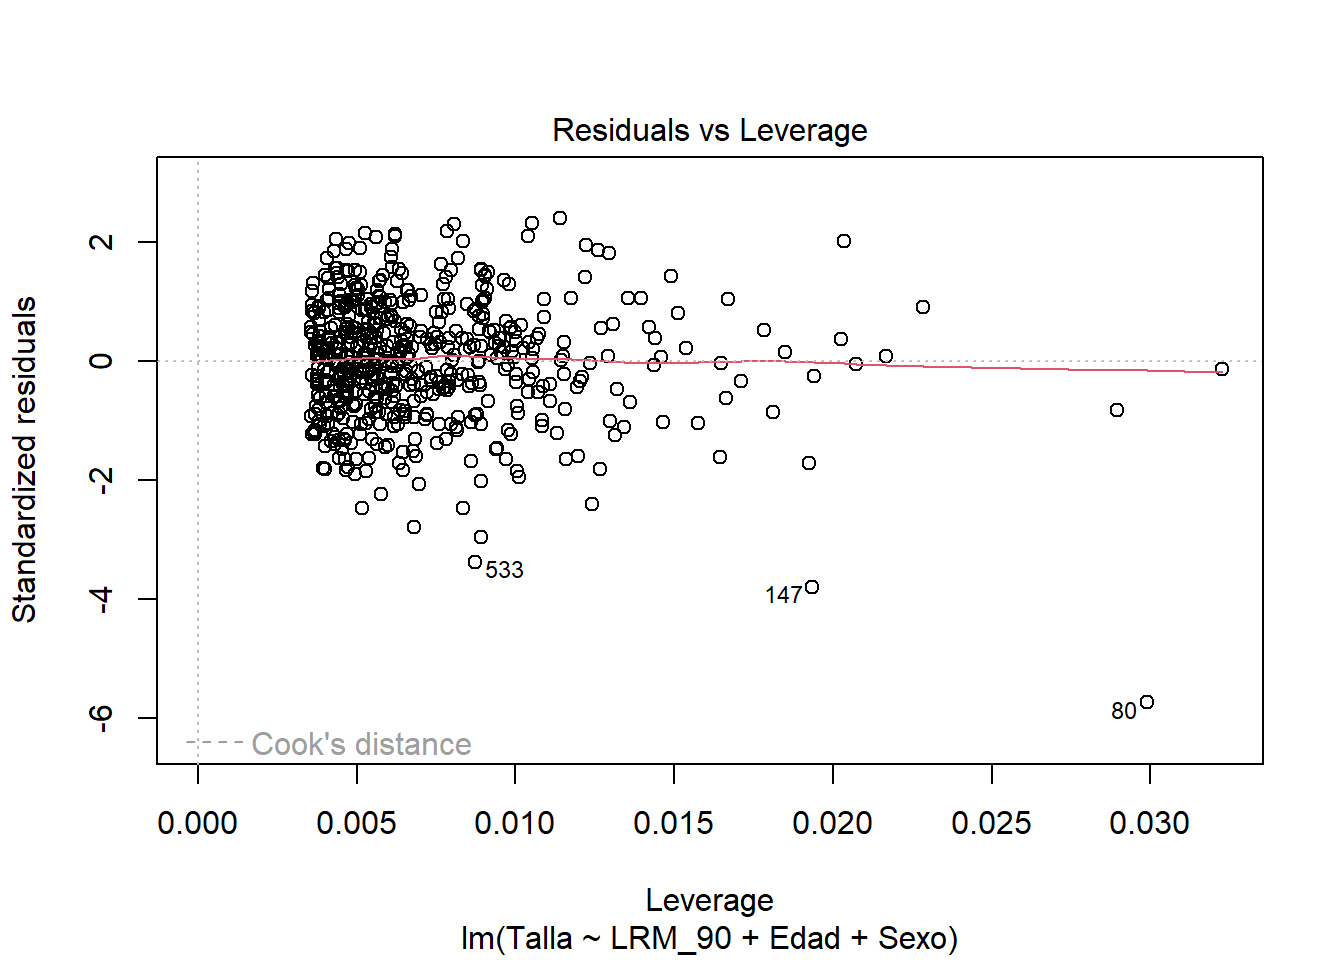 Residuals vs Leverage
Standardized residuals
2
0
-2
-4
-6
533
147
80
Cook's distance
0.000 0.005 0.010 0.015 0.020 0.025 0.030
Leverage
lm(Talla ~ LRM_90 + Edad + Sexo)